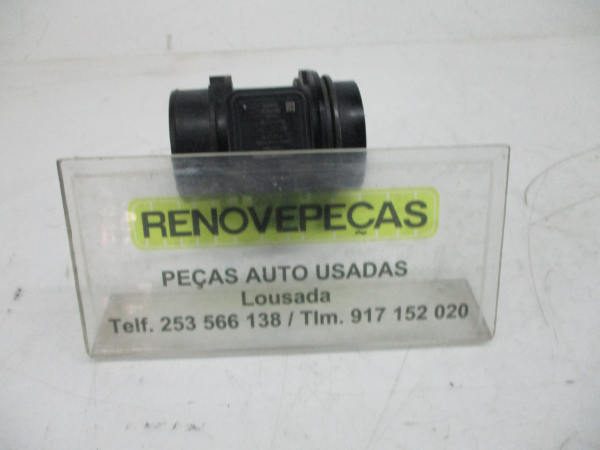 RENOVEPEÇAS
PEÇAS AUTO USADAS
Lousada
Telf. 253 566 138 / Tlm. 917 152 020